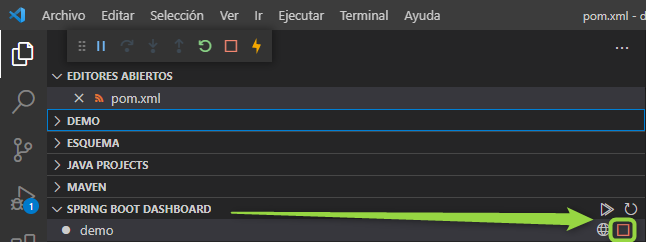 Archivo Editar Selección Ver Ir Ejecutar Terminal Ayuda pom.xml - d
EDITORES ABIERTOS
pom.xml
DEMO
ESQUEMA
JAVA PROJECTS
MAVEN
1
SPRING BOOT DASHBOARD
demo